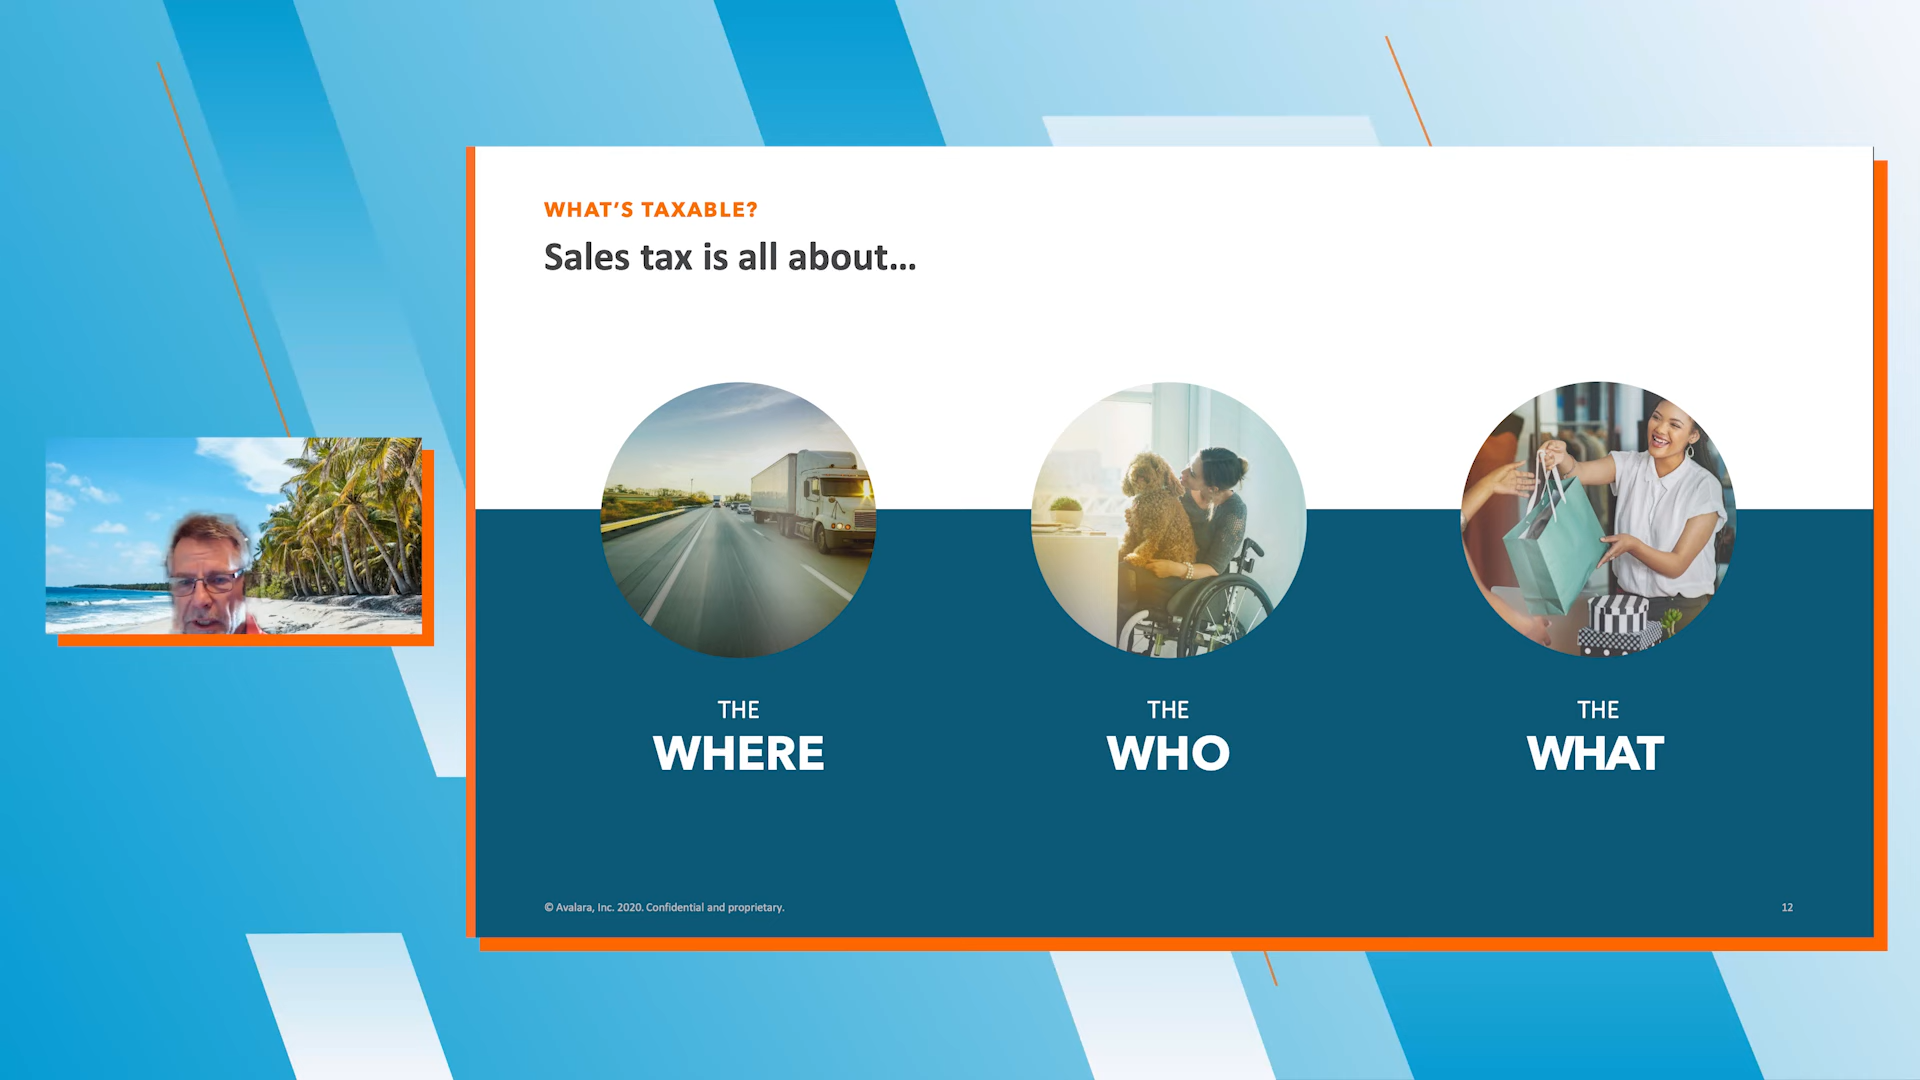 WHAT'S TAXABLE?
Sales tax is all about...
THE
WHERE
THE
WHO
THE
WHAT
© Avalara, Inc. 2020. Confidential and proprietary.
12